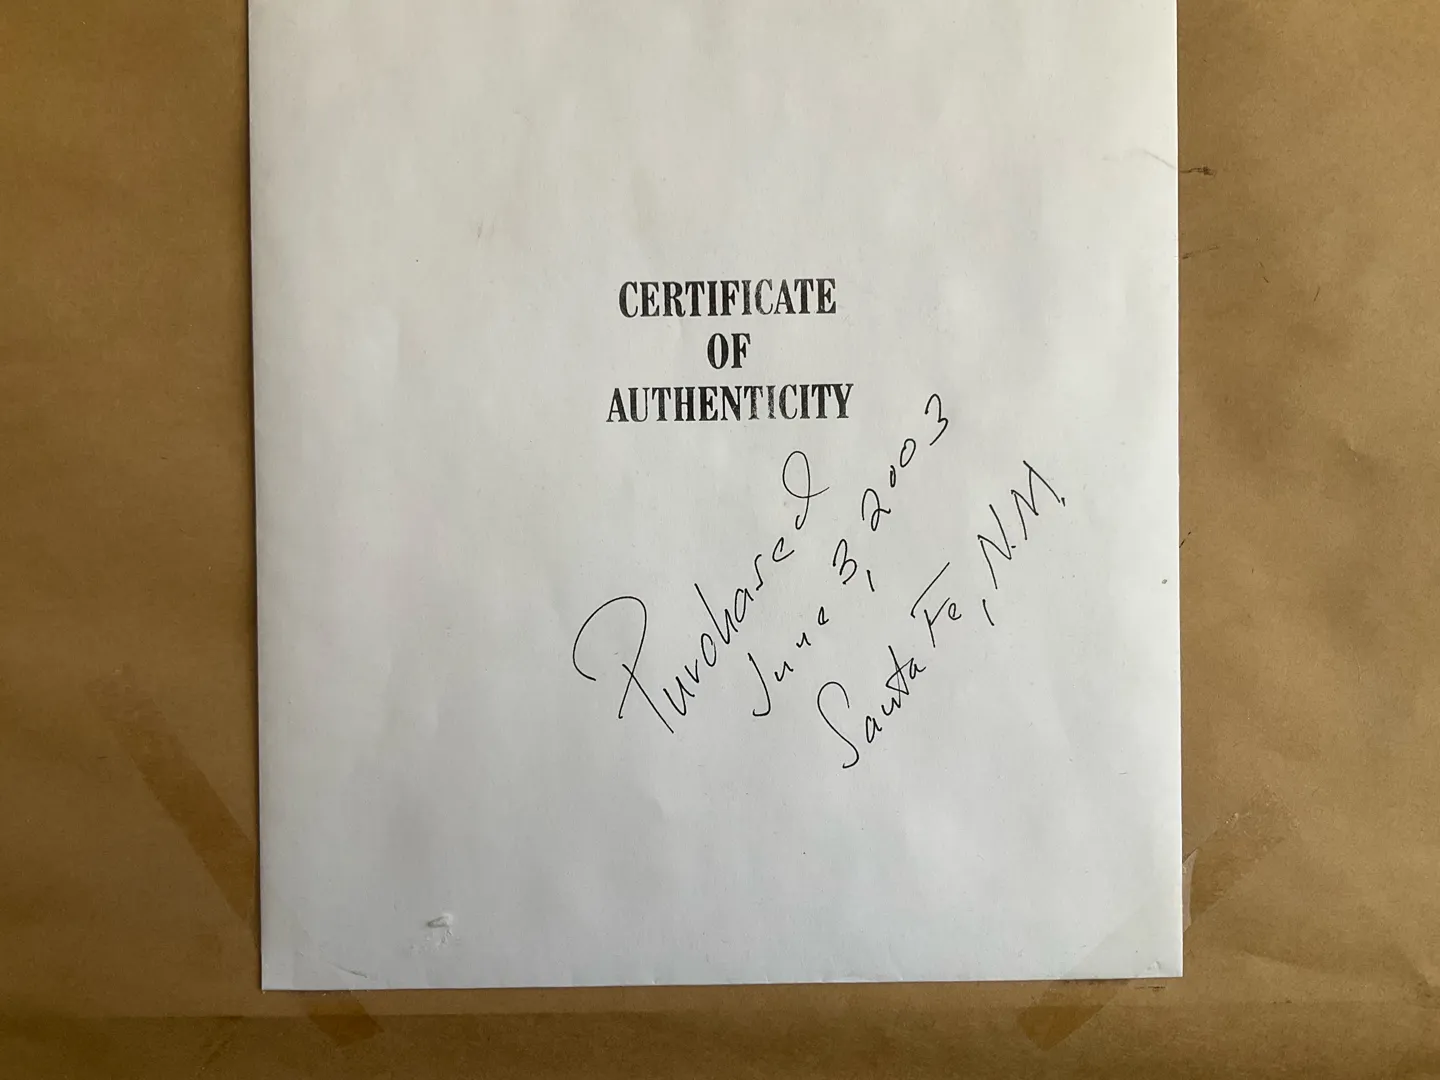 CERTIFICATE
OF
AUTHENTICITY
Purchased
June 3, 2003
Santa Fe, N.M.